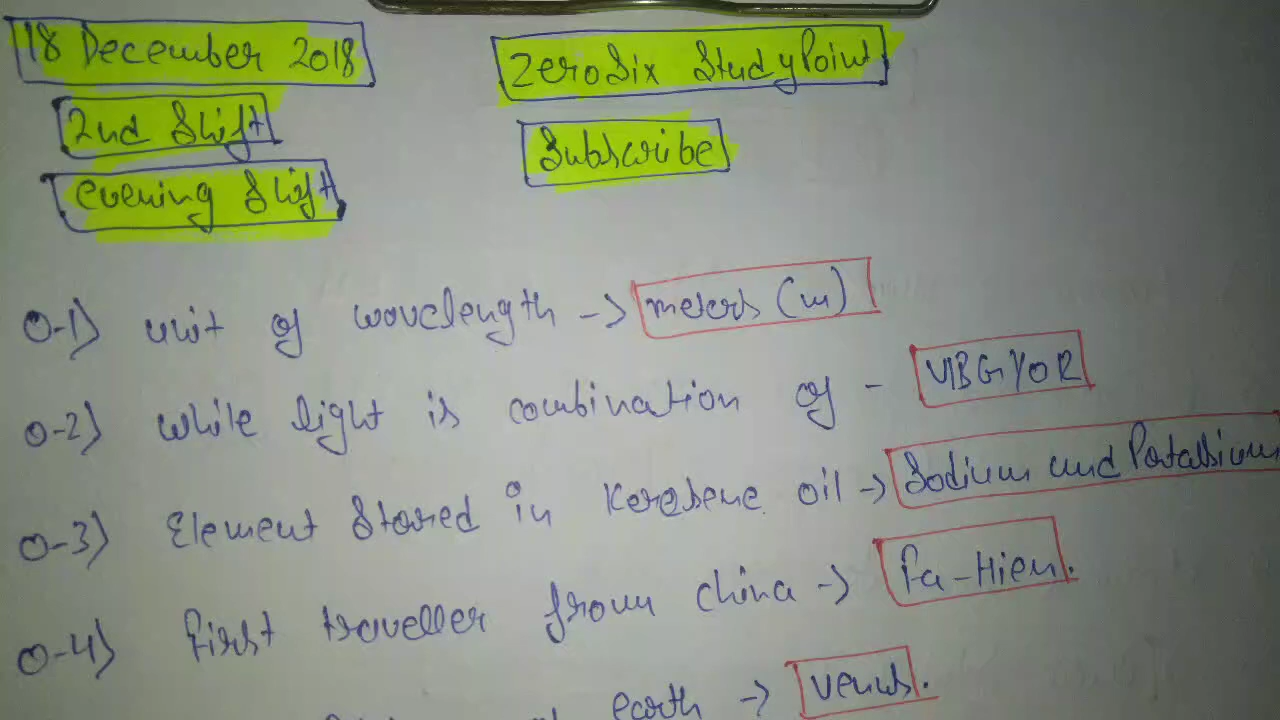 18 December 2018
ZeroSix StudyPoint
2nd Shift
Subscribe
evening Shift
Q-1) unit of wavelength -> meters (m)
Q-2) white light is combination of - VIBGYOR
Q-3) Element Stored in Kerosene oil -> Sodium and Potassium
Q-4) first traveller from china -> Fa-Hien.
earth -> Venus.